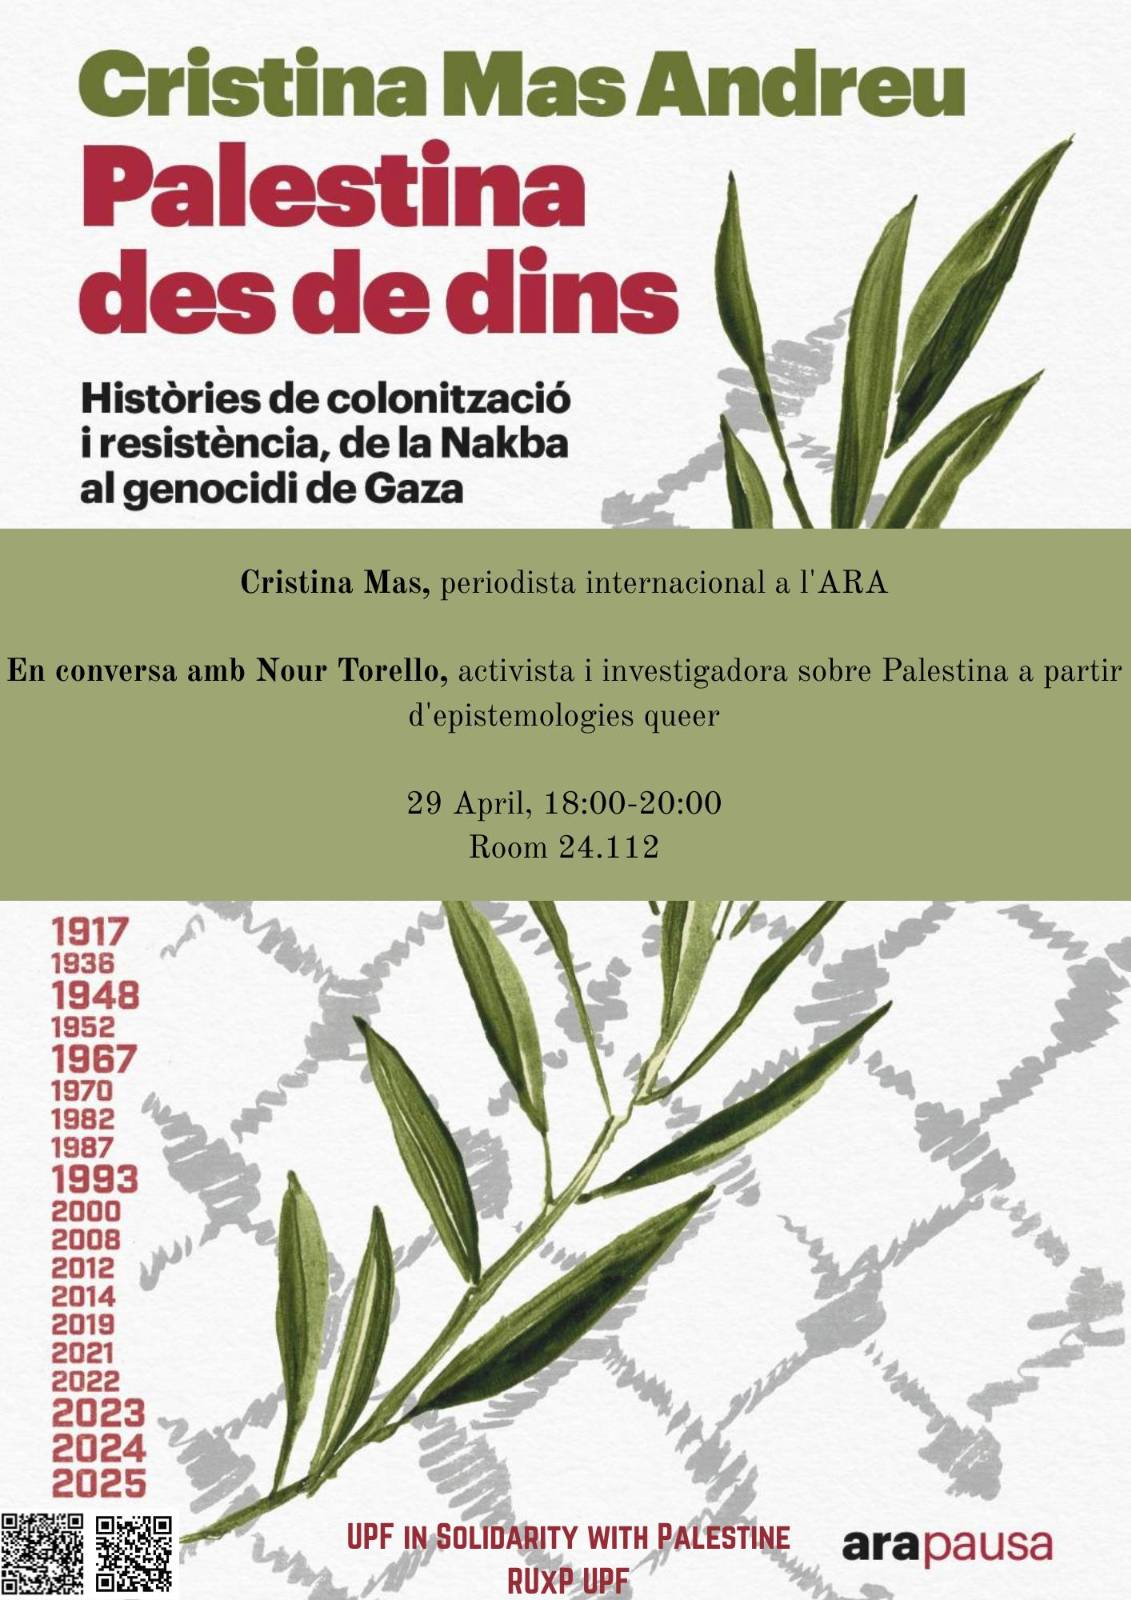 Cristina Mas Andreu
Palestina
des de dins
Històries de colonització
i resistència, de la Nakba
al genocidi de Gaza
Cristina Mas, periodista internacional a l'ARA
En conversa amb Nour Torello, activista i investigadora sobre Palestina a partir
d'epistemologies queer
29 April, 18:00-20:00
Room 24.112
1917
1936
1948
1952
1967
1970
1982
1987
1993
2000
2008
2012
2014
2019
2021
2022
2023
2024
2025
UPF in Solidarity with Palestine
RUxP UPF
arapausa